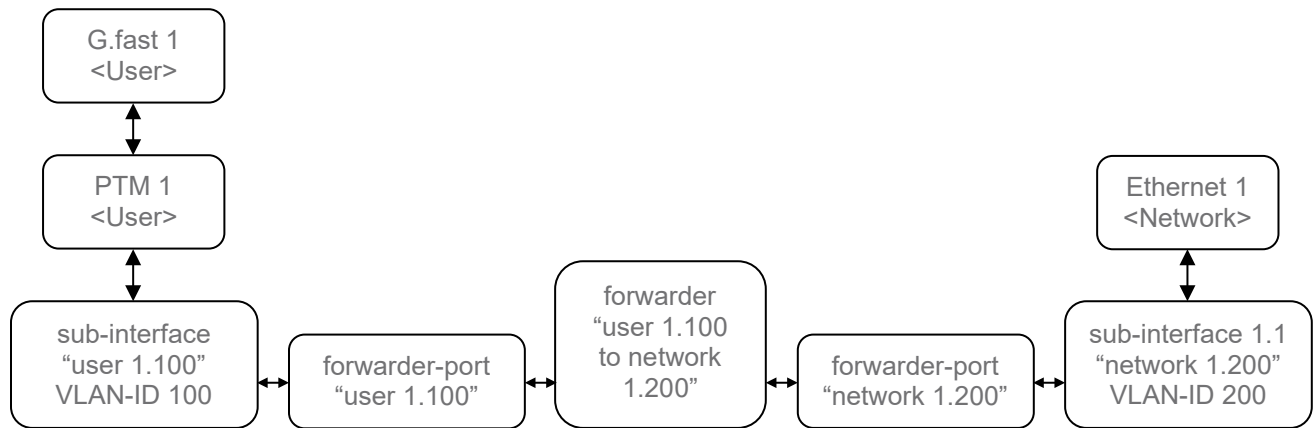 G.fast 1
<User>
PTM 1
<User>
Ethernet 1
<Network>
sub-interface
“user 1.100”
VLAN-ID 100
forwarder-port
“user 1.100”
forwarder
“user 1.100
to network
1.200”
forwarder-port
“network 1.200”
sub-interface 1.1
“network 1.200”
VLAN-ID 200